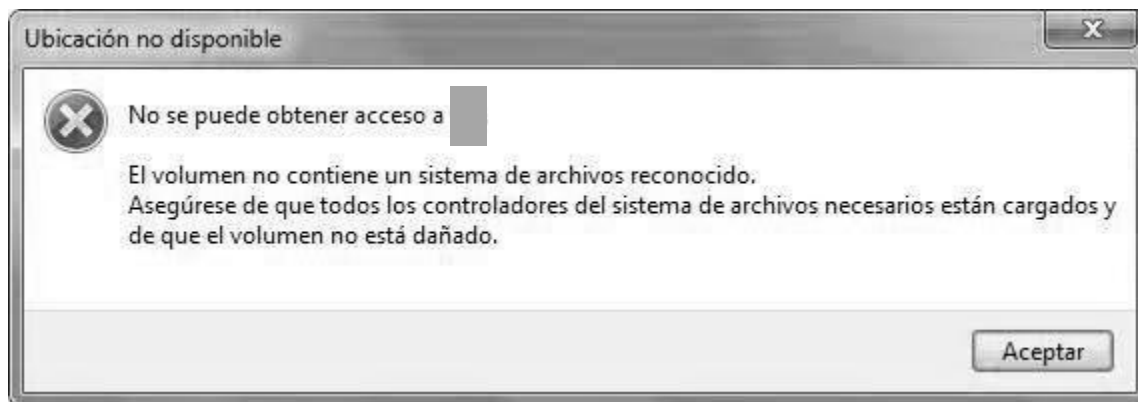 Ubicación no disponible
No se puede obtener acceso a
El volumen no contiene un sistema de archivos reconocido.
Asegúrese de que todos los controladores del sistema de archivos necesarios están cargados y
de que el volumen no está dañado.
Aceptar